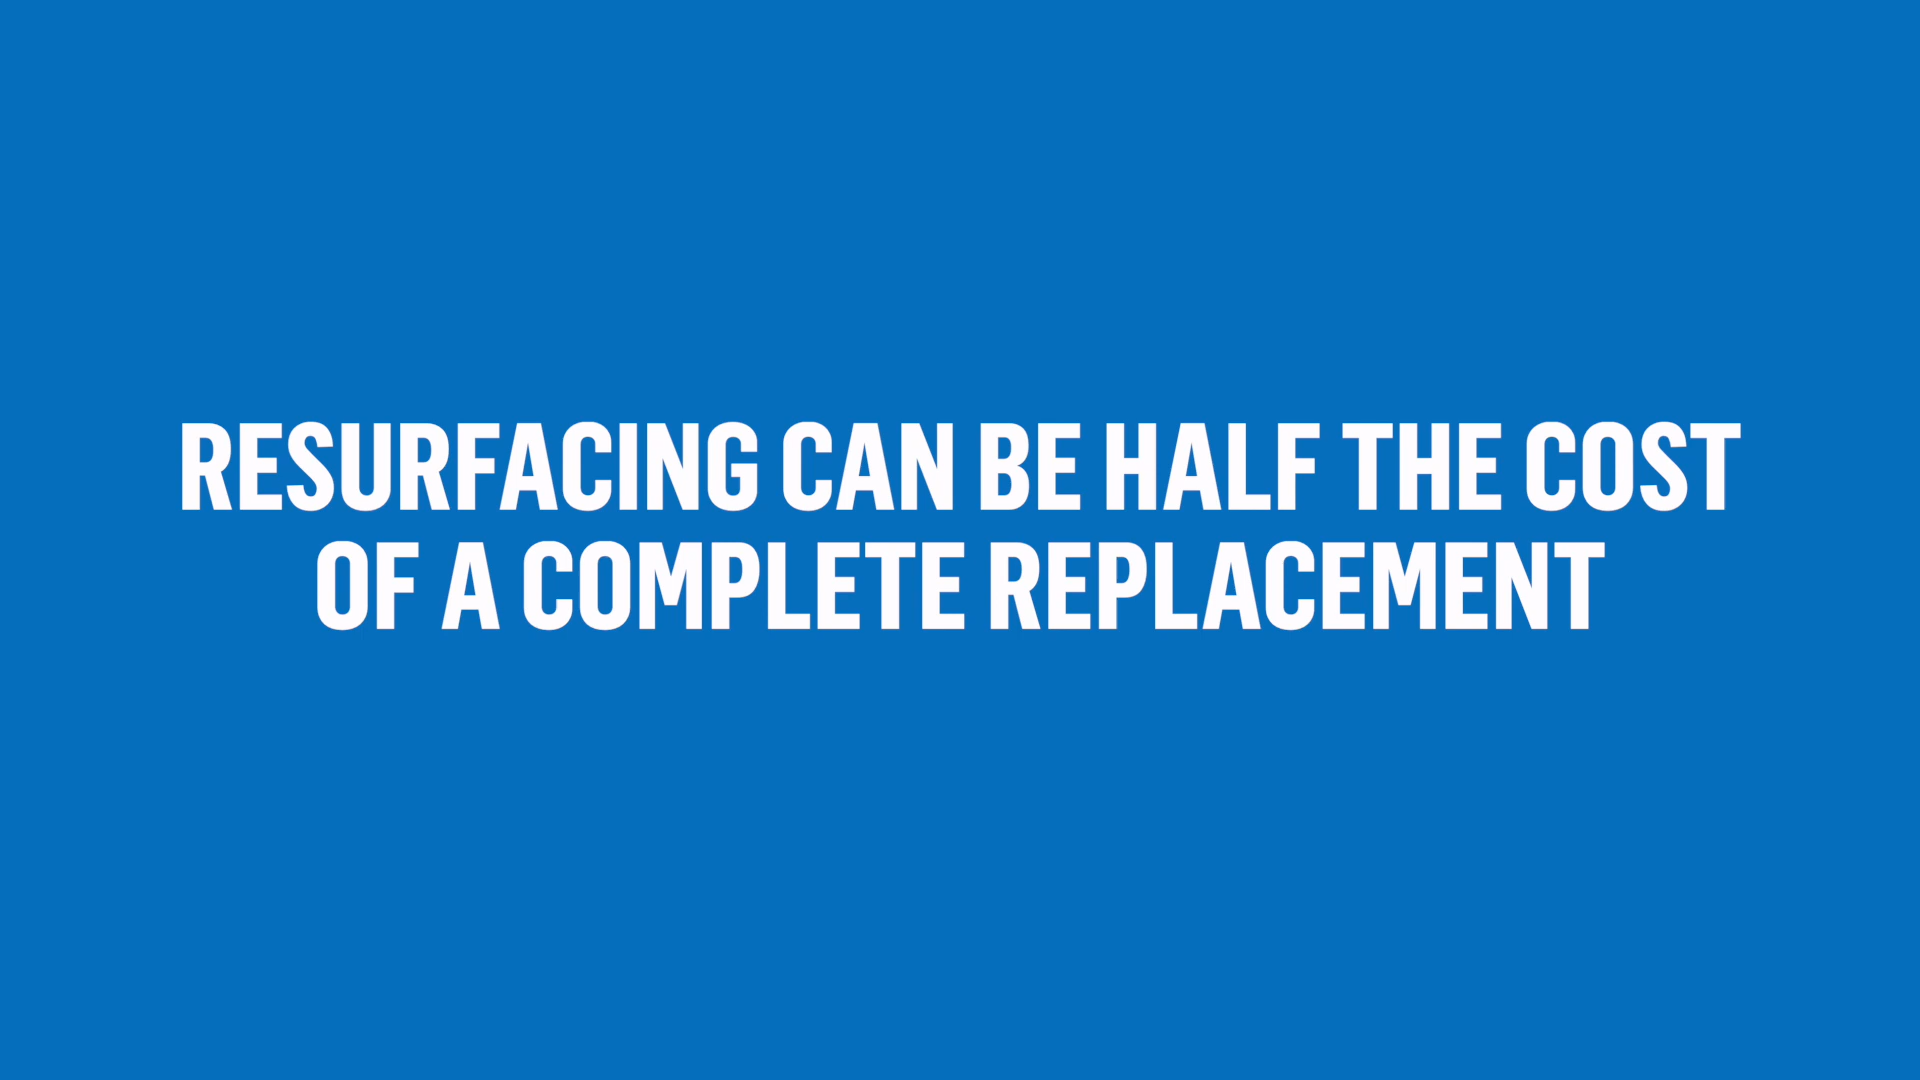 RESURFACING CAN BE HALF THE COST
OF A COMPLETE REPLACEMENT